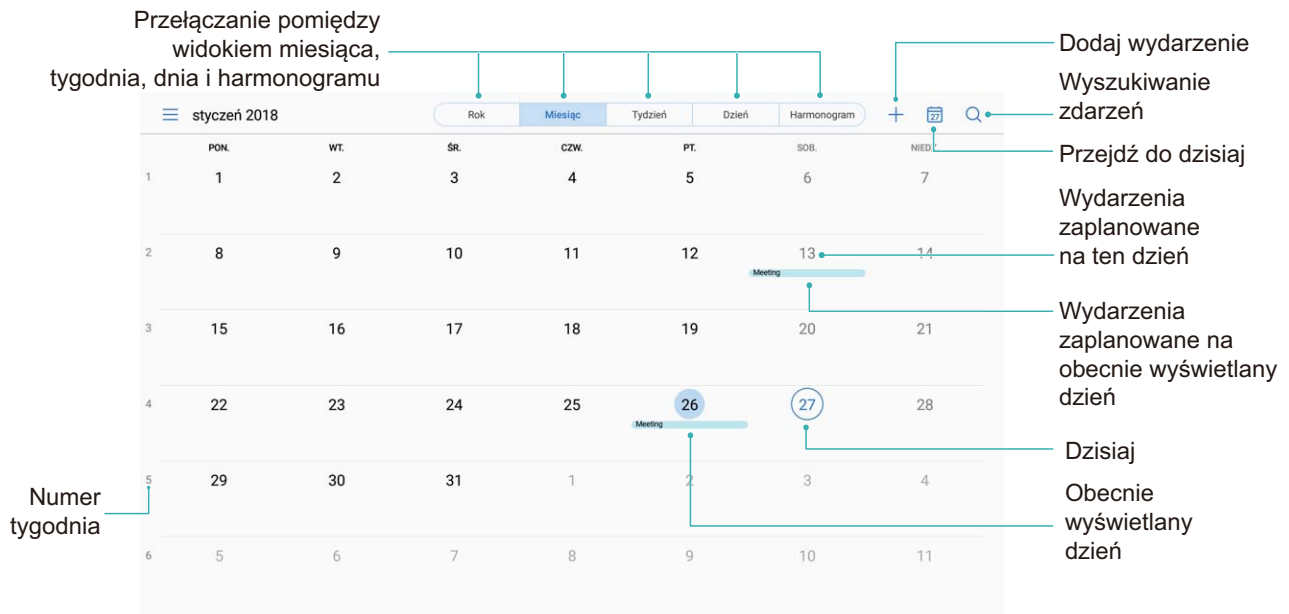 Przełączanie pomiędzy
widokiem miesiąca,
tygodnia, dnia i harmonogramu
Dodaj wydarzenie
Wyszukiwanie
zdarzeń
Przejdź do dzisiaj
Wydarzenia
zaplanowane
na ten dzień
Wydarzenia
zaplanowane na
obecnie wyświetlany
dzień
Dzisiaj
Obecnie
wyświetlany
dzień
Numer
tygodnia
styczeń 2018 Rok Miesiąc Tydzień Dzień Harmonogram 27
PON. WT. ŚR. CZW. PT. SOB. NIEDZ.
1 1 2 3 4 5 6 7
2 8 9 10 11 12 13 14
Meeting
3 15 16 17 18 19 20 21
4 22 23 24 25 26 27 28
Meeting
5 29 30 31 1 2 3 4
6 5 6 7 8 9 10 11